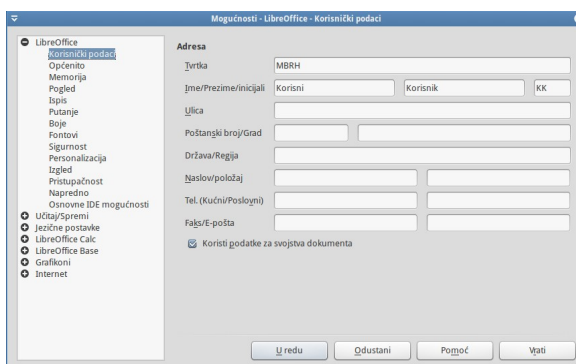 Mogućnosti - LibreOffice - Korisnički podaci
LibreOffice
Korisnički podaci
Općenito
Memorija
Pogled
Ispis
Putanje
Boje
Fontovi
Sigurnost
Personalizacija
Izgled
Pristupačnost
Napredno
Osnovne IDE mogućnosti
Učitaj/Spremi
Jezične postavke
LibreOffice Calc
LibreOffice Base
Grafikoni
Internet
Adresa
Tvrtka MBRH
Ime/Prezime/inicijali Korisni Korisnik KK
Ulica
Poštanski broj/Grad
Država/Regija
Naslov/položaj
Tel. (Kućni/Poslovni)
Faks/E-pošta
Koristi podatke za svojstva dokumenta
U redu Odustani Pomoć Vrati